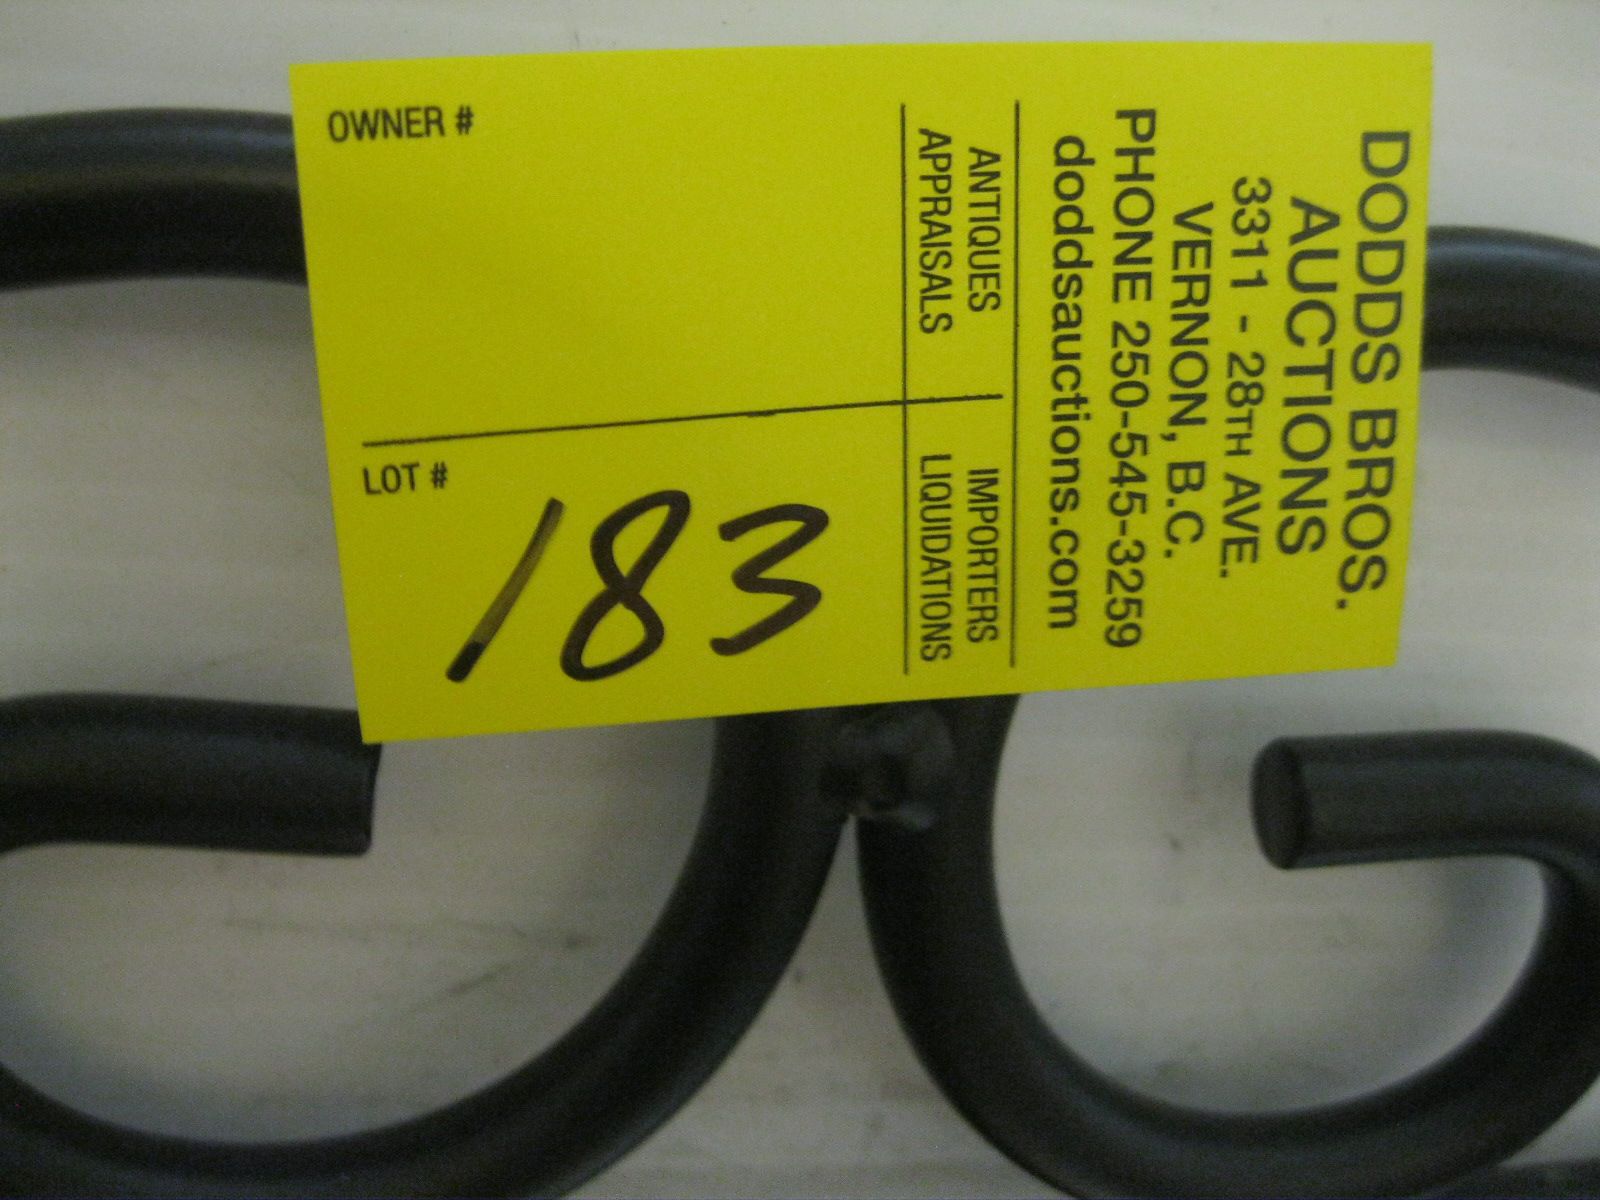 DODDS BROS.
AUCTIONS
3311 - 28TH AVE.
VERNON, B.C.
PHONE 250-545-3259
doddsauctions.com
ANTIQUES
APPRAISALS
IMPORTERS
LIQUIDATIONS
OWNER #
LOT #
183